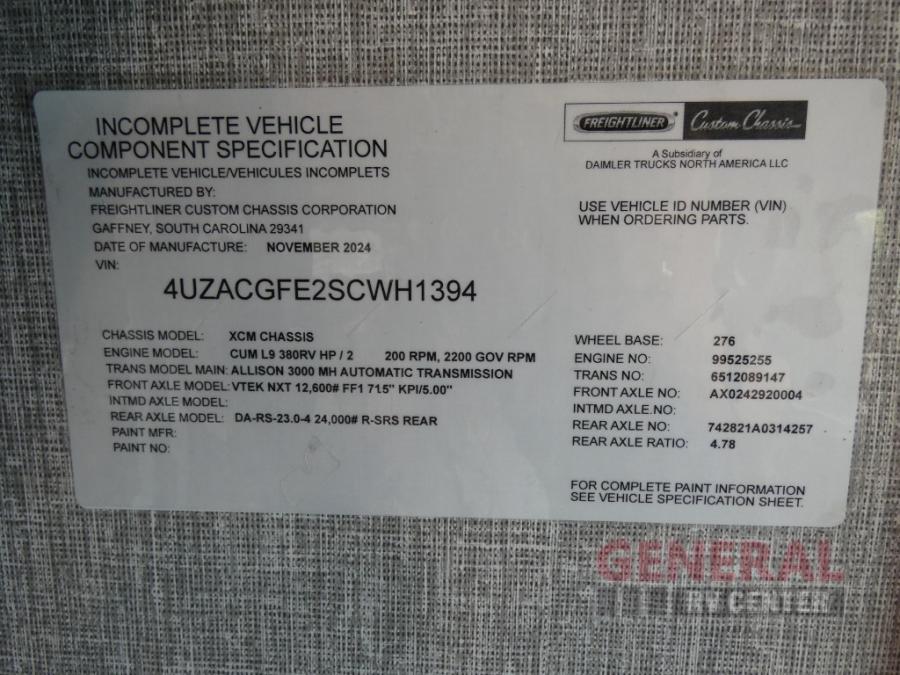 INCOMPLETE VEHICLE
COMPONENT SPECIFICATION
INCOMPLETE VEHICLE/VEHICULES INCOMPLETS
MANUFACTURED BY:
FREIGHTLINER CUSTOM CHASSIS CORPORATION
GAFFNEY, SOUTH CAROLINA 29341
DATE OF MANUFACTURE: NOVEMBER 2024
VIN:
4UZACGFE2SCWH1394
FREIGHTLINER Custom Chassis
A Subsidiary of
DAIMLER TRUCKS NORTH AMERICA LLC
USE VEHICLE ID NUMBER (VIN)
WHEN ORDERING PARTS.
CHASSIS MODEL: XCM CHASSIS
ENGINE MODEL: CUM L9 380RV HP / 2 200 RPM, 2200 GOV RPM
TRANS MODEL MAIN: ALLISON 3000 MH AUTOMATIC TRANSMISSION
FRONT AXLE MODEL: VTEK NXT 12,600# FF1 71.5" KPI/5.00"
INTMD AXLE MODEL:
REAR AXLE MODEL: DA-RS-23.0-4 24,000# R-SRS REAR
PAINT MFR:
PAINT NO:
WHEEL BASE: 276
ENGINE NO: 99525255
TRANS NO: 6512089147
FRONT AXLE NO: AX0242920004
INTMD AXLE.NO:
REAR AXLE NO: 742821A0314257
REAR AXLE RATIO: 4.78
FOR COMPLETE PAINT INFORMATION
SEE VEHICLE SPECIFICATION SHEET.
GENERAL
RV CENTER